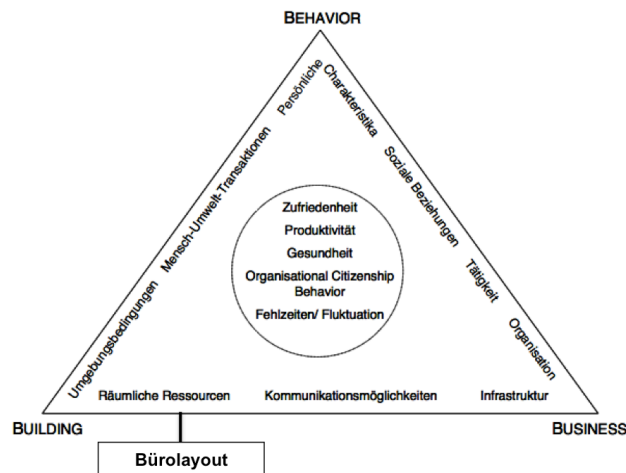 BEHAVIOR
Persönliche
Charakteristika
Mensch-Umwelt-Transaktionen
Soziale Beziehungen
Zufriedenheit
Produktivität
Gesundheit
Organisational Citizenship
Behavior
Fehlzeiten/ Fluktuation
Umgebungsbedingungen
Tätigkeit
Organisation
Räumliche Ressourcen
Kommunikationsmöglichkeiten
Infrastruktur
BUILDING
BUSINESS
Bürolayout